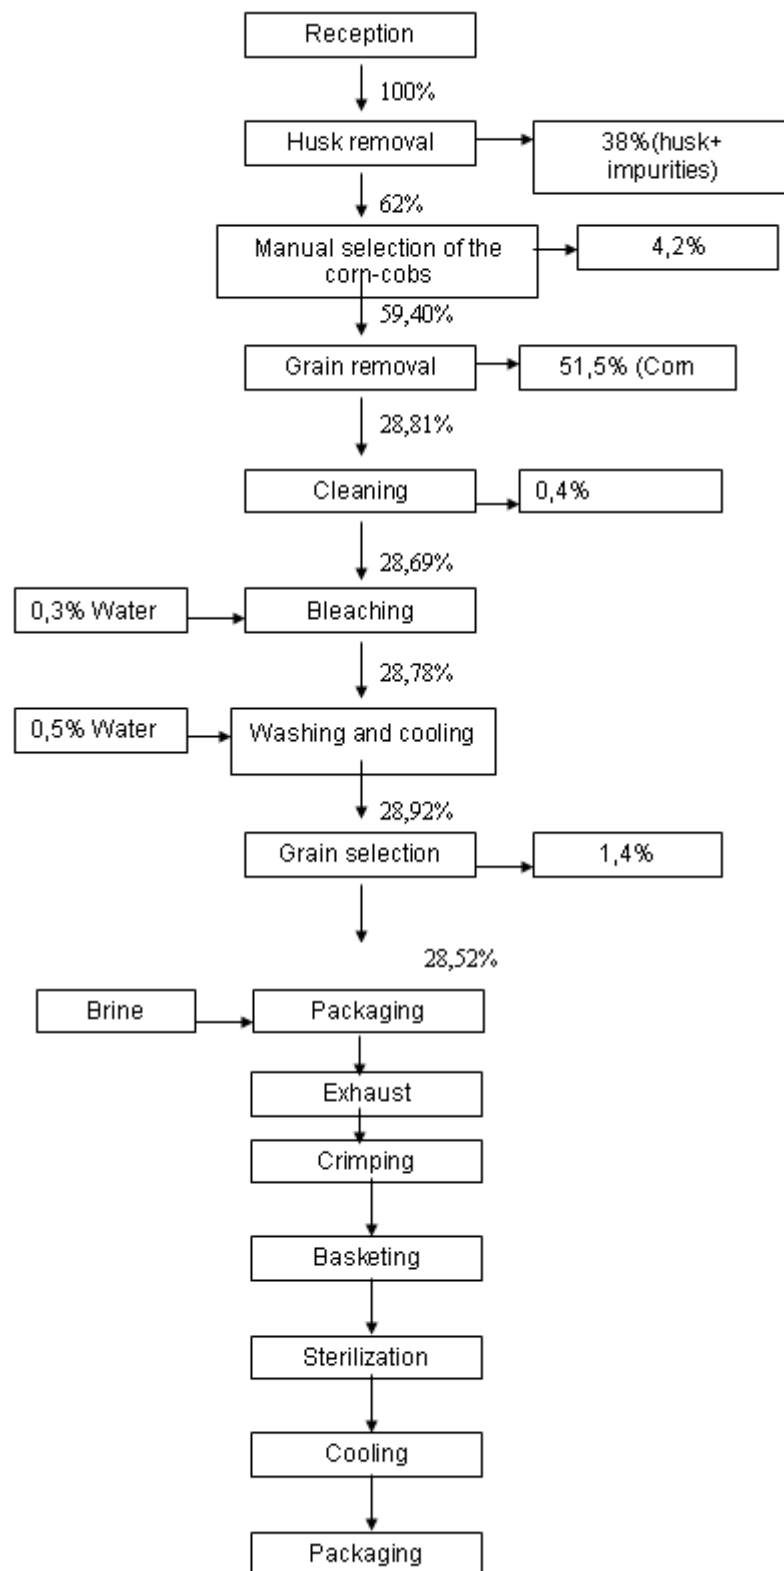 Reception
100%
Husk removal
38%(husk+
impurities)
62%
Manual selection of the
corn-cobs
4,2%
59,40%
Grain removal
51,5% (Corn
28,81%
Cleaning
0,4%
28,69%
0,3% Water
Bleaching
28,78%
0,5% Water
Washing and cooling
28,92%
Grain selection
1,4%
28,52%
Brine
Packaging
Exhaust
Crimping
Basketing
Sterilization
Cooling
Packaging